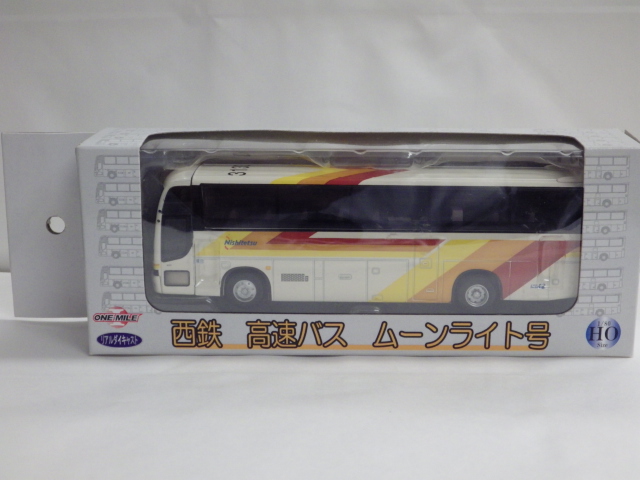 312
Nishitetsu
ONE MILE
リアルダイキャスト
西鉄　高速バス　ムーンライト号
HO